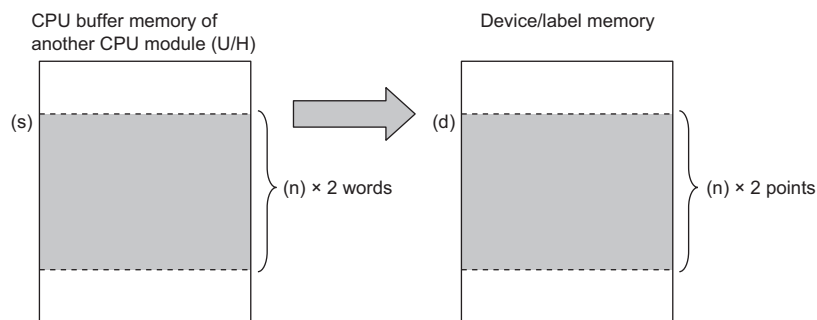 CPU buffer memory of
another CPU module (U/H)
Device/label memory
(s)
(d)
(n) × 2 words
(n) × 2 points